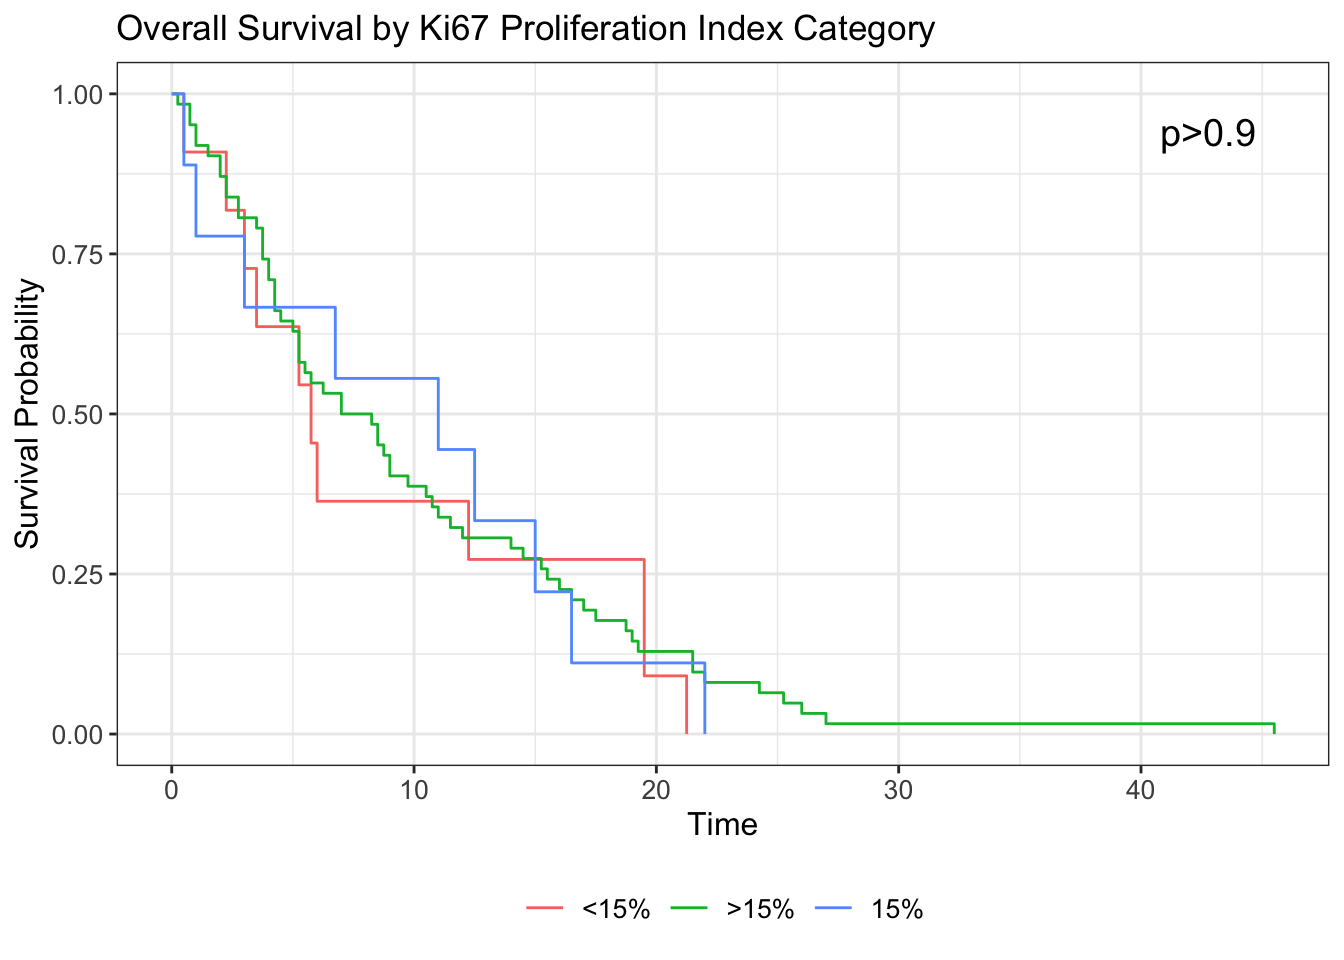 Overall Survival by Ki67 Proliferation Index Category
p>0.9
Survival Probability
1.00
0.75
0.50
0.25
0.00
0 10 20 30 40
Time
<15% >15% 15%